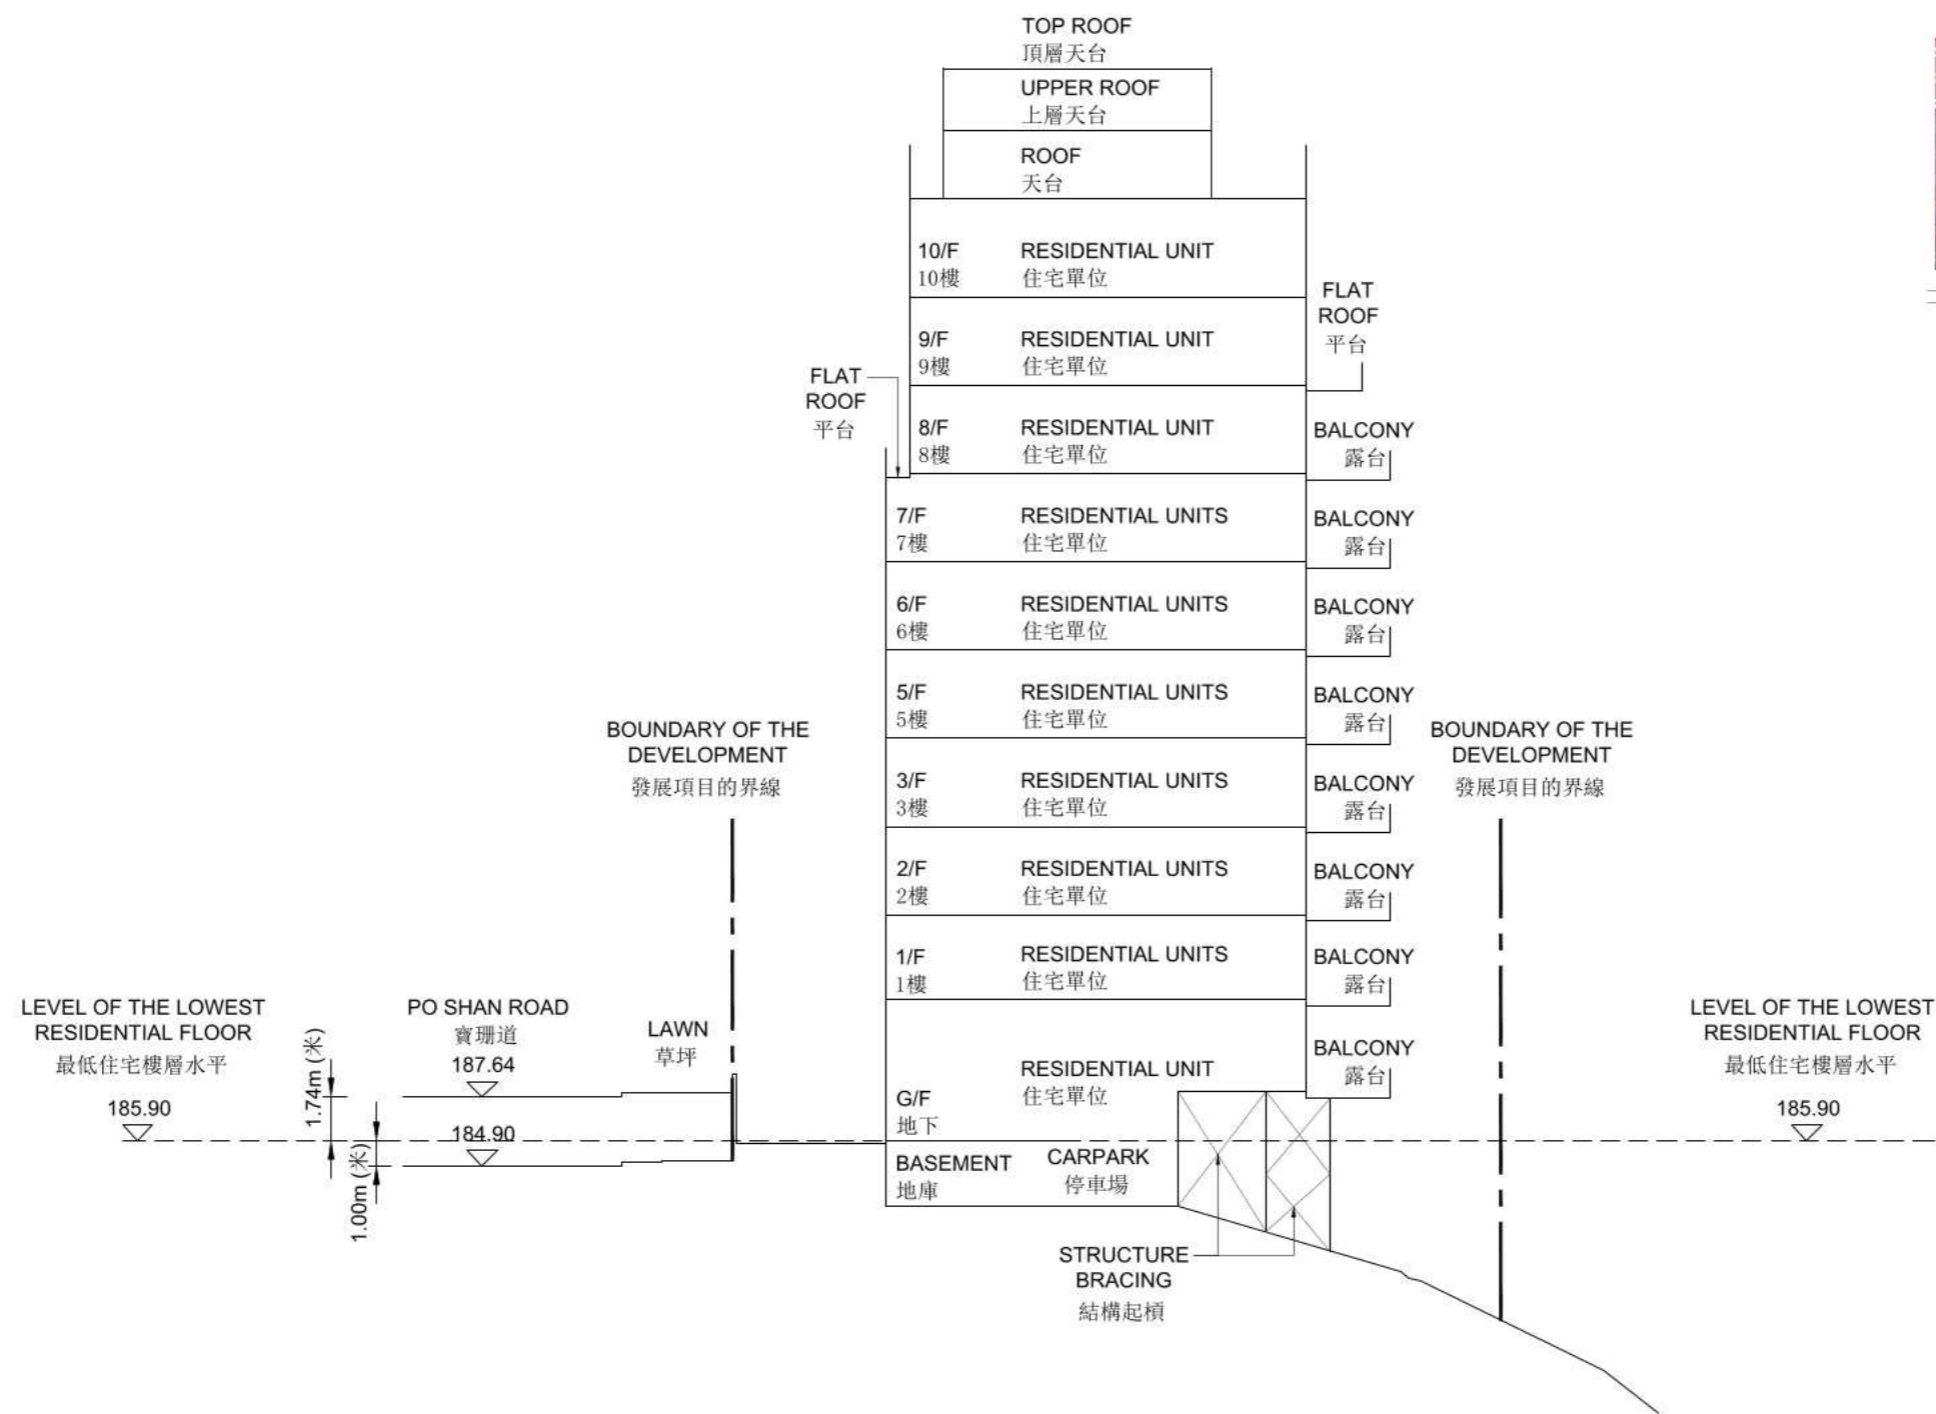 TOP ROOF
頂層天台
UPPER ROOF
上層天台
ROOF
天台
10/F RESIDENTIAL UNIT
10樓 住宅單位
FLAT
ROOF
平台
9/F RESIDENTIAL UNIT
9樓 住宅單位
FLAT
ROOF
平台
8/F RESIDENTIAL UNIT BALCONY
8樓 住宅單位 露台
7/F RESIDENTIAL UNITS BALCONY
7樓 住宅單位 露台
6/F RESIDENTIAL UNITS BALCONY
6樓 住宅單位 露台
5/F RESIDENTIAL UNITS BALCONY
5樓 住宅單位 露台
BOUNDARY OF THE
DEVELOPMENT
發展項目的界線
BOUNDARY OF THE
DEVELOPMENT
發展項目的界線
3/F RESIDENTIAL UNITS BALCONY
3樓 住宅單位 露台
2/F RESIDENTIAL UNITS BALCONY
2樓 住宅單位 露台
1/F RESIDENTIAL UNITS BALCONY
1樓 住宅單位 露台
LEVEL OF THE LOWEST
RESIDENTIAL FLOOR
最低住宅樓層水平
185.90
1.74m (米)
1.00m (米)
PO SHAN ROAD
寶珊道
187.64
184.90
LAWN
草坪
RESIDENTIAL UNIT BALCONY
住宅單位 露台
G/F
地下
BASEMENT CARPARK
地庫 停車場
STRUCTURE
BRACING
結構起槓
LEVEL OF THE LOWEST
RESIDENTIAL FLOOR
最低住宅樓層水平
185.90